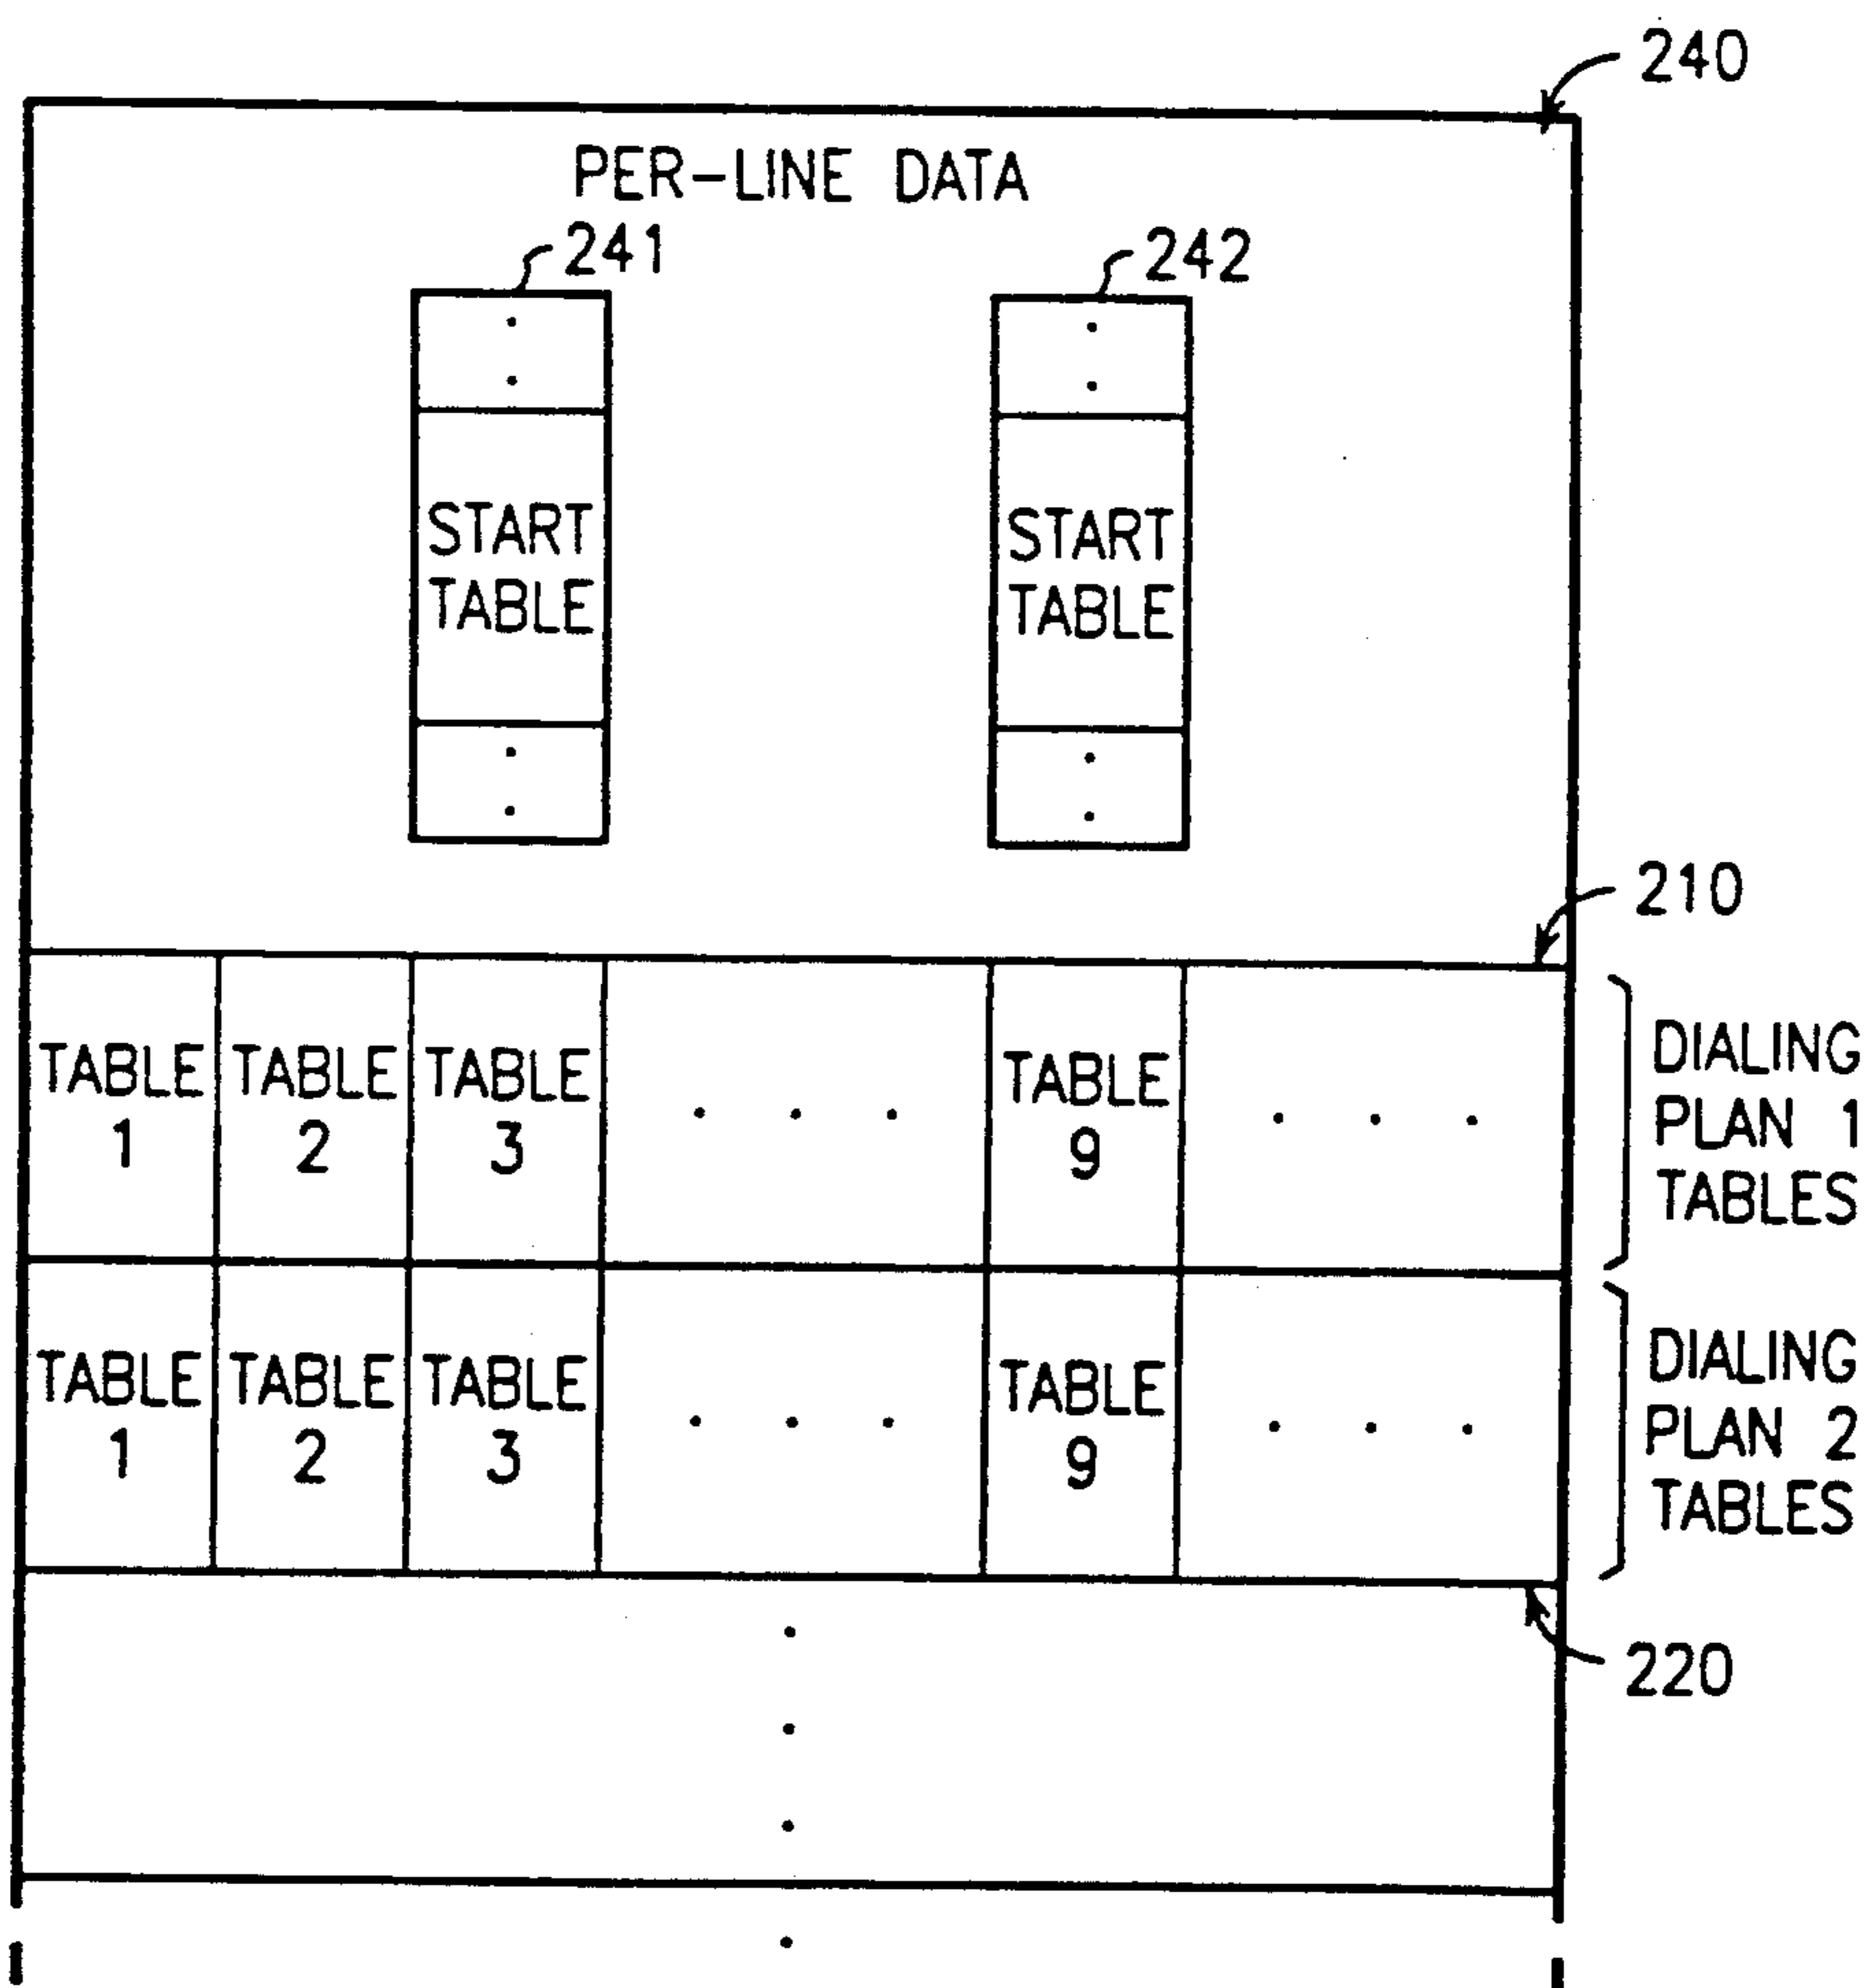 240
PER-LINE DATA
241
242
START
TABLE
START
TABLE
210
TABLE
1
TABLE
2
TABLE
3
. . .
TABLE
9
. . .
DIALING
PLAN 1
TABLES
TABLE
1
TABLE
2
TABLE
3
. . .
TABLE
9
. . .
DIALING
PLAN 2
TABLES
220